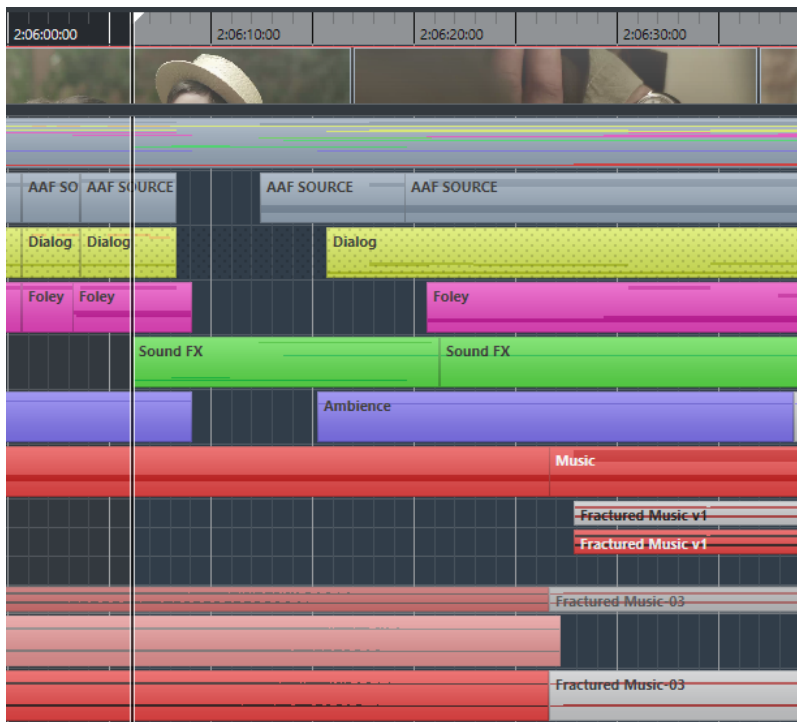 2:06:00:00 2:06:10:00 2:06:20:00 2:06:30:00
AAF SO AAF SOURCE AAF SOURCE AAF SOURCE
Dialog Dialog Dialog
Foley Foley Foley
Sound FX Sound FX
Ambience
Music
Fractured Music v1
Fractured Music v1
Fractured Music-03
Fractured Music-03